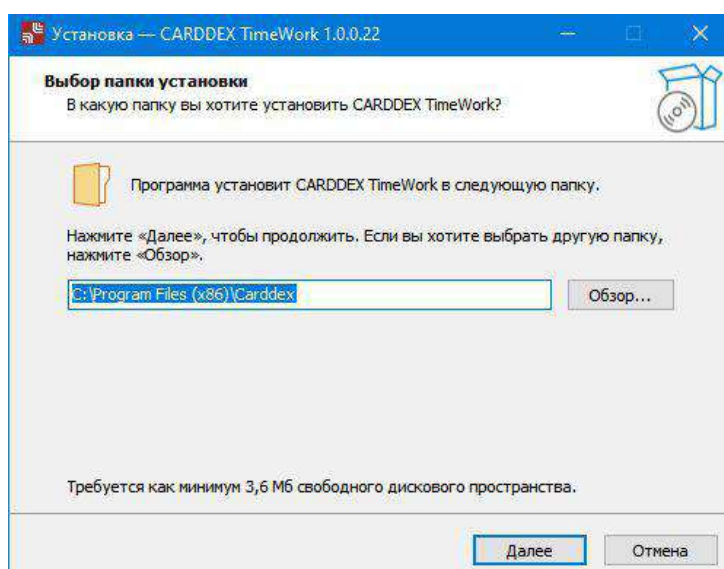 Установка — CARDDEX TimeWork 1.0.0.22
Выбор папки установки
В какую папку вы хотите установить CARDDEX TimeWork?
Программа установит CARDDEX TimeWork в следующую папку.
Нажмите «Далее», чтобы продолжить. Если вы хотите выбрать другую папку,
нажмите «Обзор».
C:\Program Files (x86)\Carddex
Обзор...
Требуется как минимум 3,6 Мб свободного дискового пространства.
Далее
Отмена